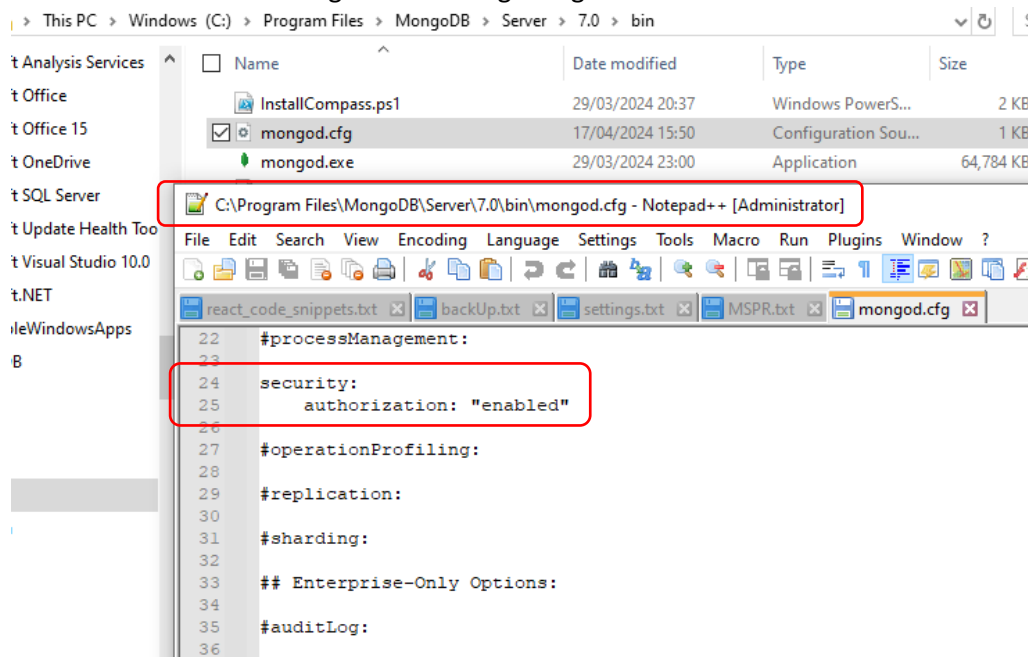 This PC > Windows (C:) > Program Files > MongoDB > Server > 7.0 > bin
Name Date modified Type Size
InstallCompass.ps1 29/03/2024 20:37 Windows PowerS... 2 KB
mongod.cfg 17/04/2024 15:50 Configuration Sou... 1 KB
mongod.exe 29/03/2024 23:00 Application 64,784 KB
t Analysis Services
t Office
t Office 15
t OneDrive
t SQL Server
t Update Health Too
t Visual Studio 10.0
t.NET
leWindowsApps
B
C:\Program Files\MongoDB\Server\7.0\bin\mongod.cfg - Notepad++ [Administrator]
File Edit Search View Encoding Language Settings Tools Macro Run Plugins Window ?
react_code_snippets.txt backUp.txt settings.txt MSPR.txt mongod.cfg
22 #processManagement:
23
24 security:
25 authorization: "enabled"
26
27 #operationProfiling:
28
29 #replication:
30
31 #sharding:
32
33 ## Enterprise-Only Options:
34
35 #auditLog:
36